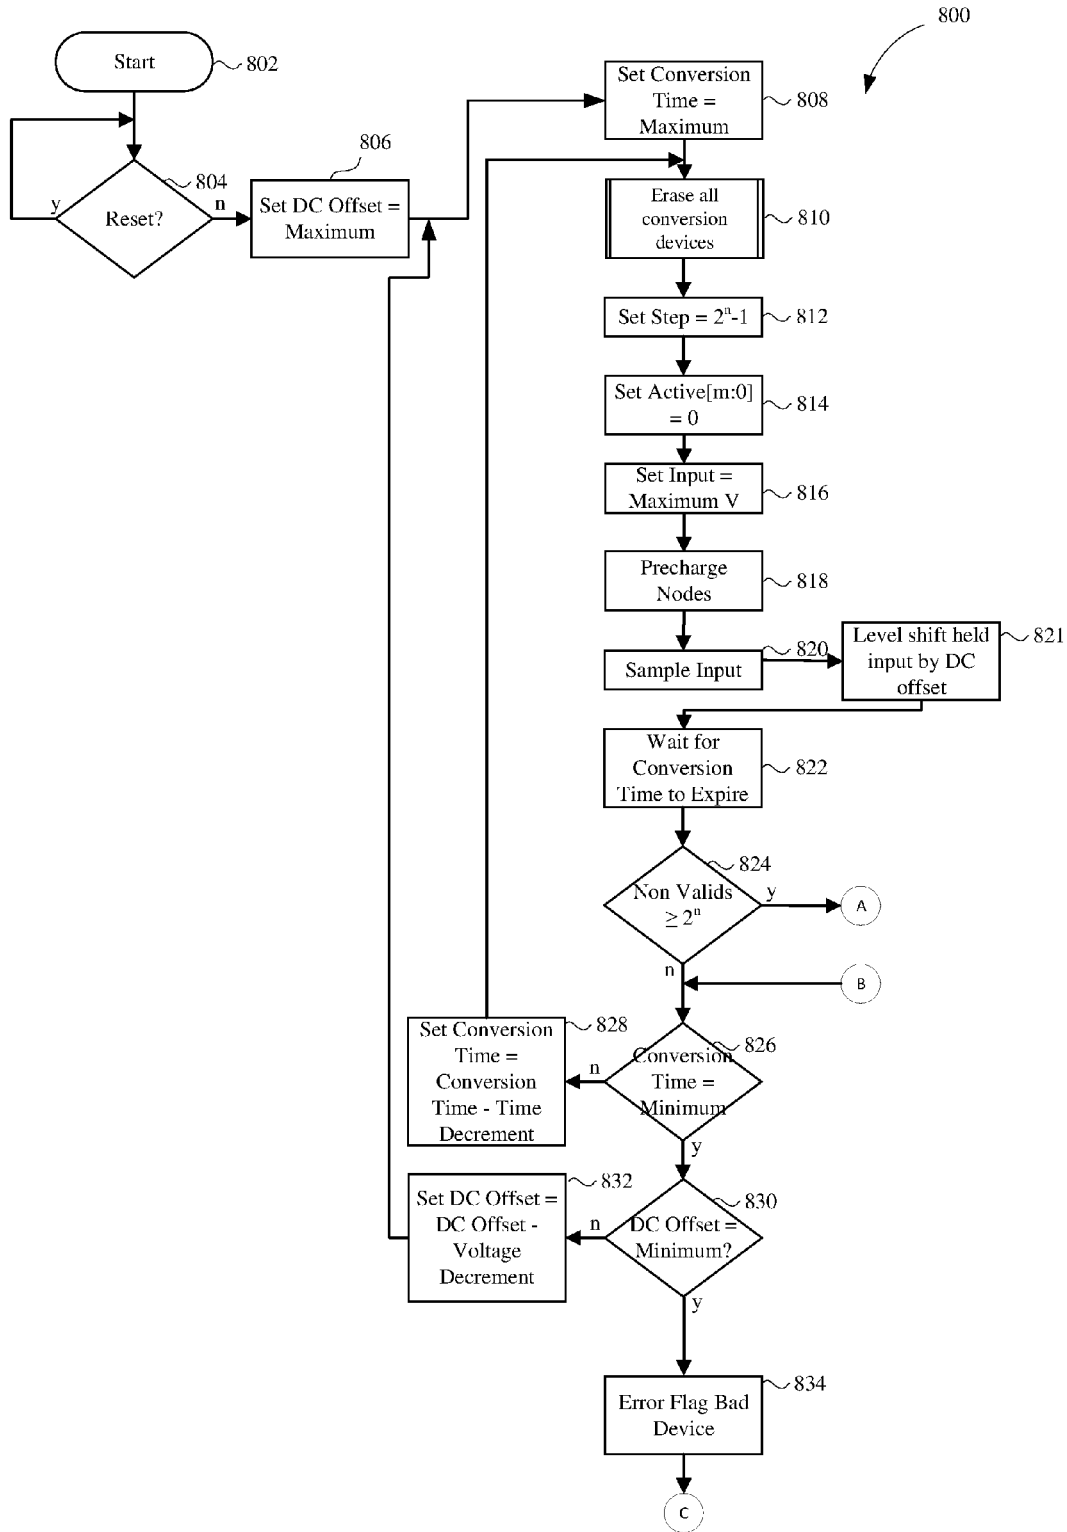 800
Start
802
Set Conversion
Time =
Maximum
808
806
804
y
Reset?
n
Set DC Offset =
Maximum
Erase all
conversion
devices
810
Set Step = 2ⁿ-1
812
Set Active[m:0]
= 0
814
Set Input =
Maximum V
816
Precharge
Nodes
818
820
Sample Input
Level shift held
input by DC
offset
821
Wait for
Conversion
Time to Expire
822
824
Non Valids
≥ 2ⁿ
y
A
n
B
828
Set Conversion
Time =
Conversion
Time - Time
Decrement
n
826
Conversion
Time =
Minimum
y
832
Set DC Offset =
DC Offset -
Voltage
Decrement
n
830
DC Offset =
Minimum?
y
834
Error Flag Bad
Device
C